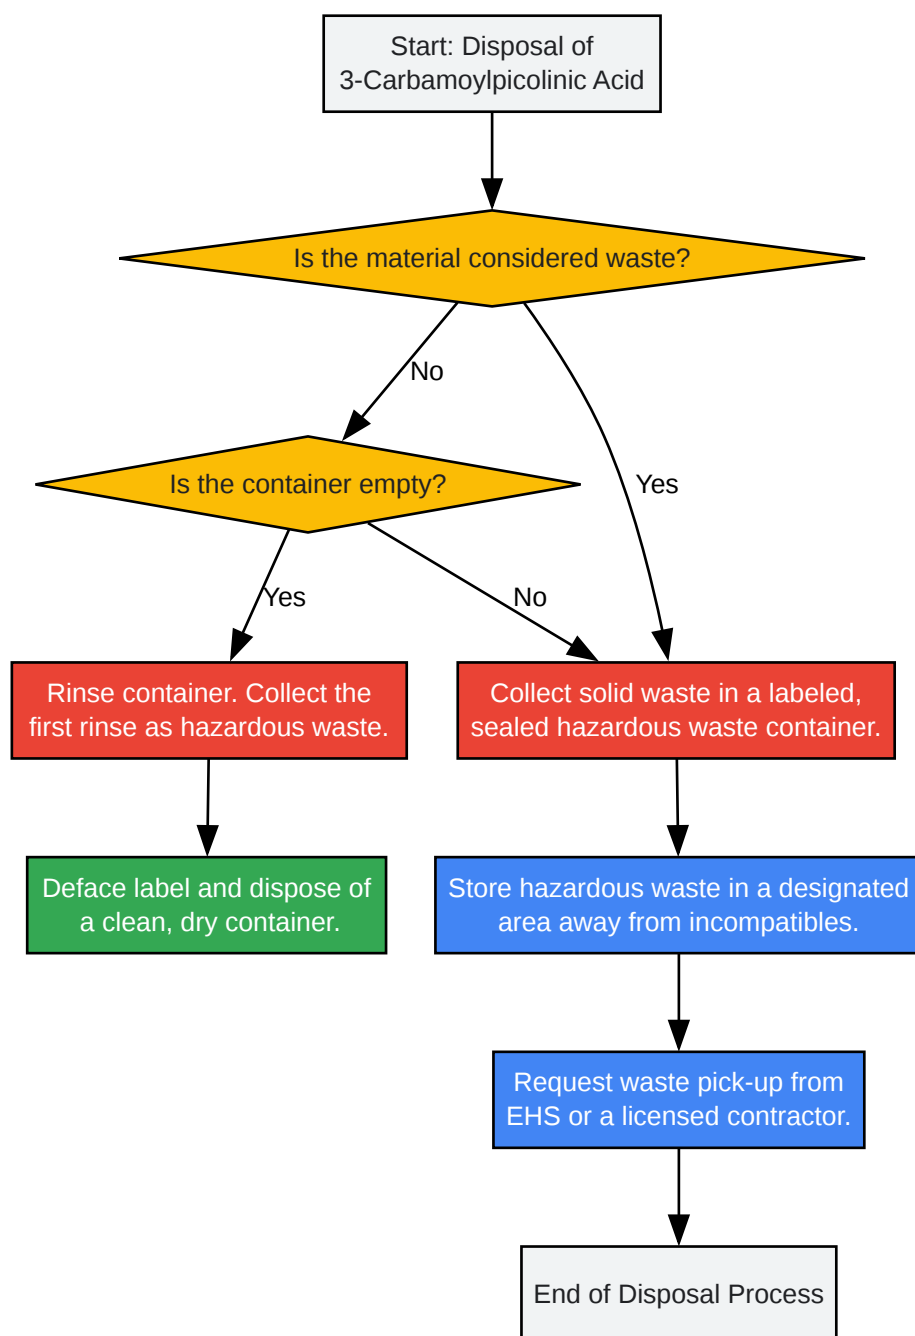 Start: Disposal of
3-Carbamoylpicolinic Acid
Is the material considered waste?
No
Is the container empty?
Yes
Yes
No
Rinse container. Collect the
first rinse as hazardous waste.
Collect solid waste in a labeled,
sealed hazardous waste container.
Deface label and dispose of
a clean, dry container.
Store hazardous waste in a designated
area away from incompatibles.
Request waste pick-up from
EHS or a licensed contractor.
End of Disposal Process